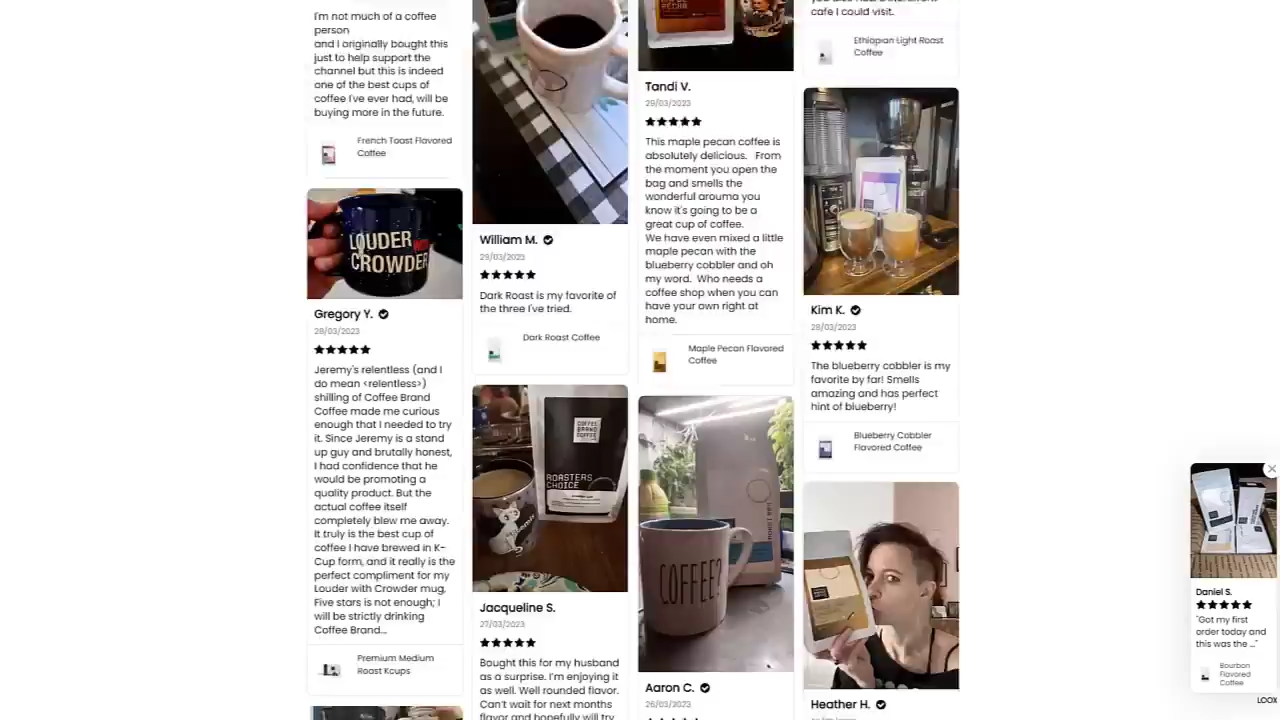 I'm not much of a coffee
person
and I originally bought this
just to help support the
channel but this is indeed
one of the best cups of
coffee I've ever had, will be
buying more in the future.
French Toast Flavored
Coffee
LOUDER
CROWDER
Gregory Y.
28/03/2023
Jeremy's relentless (and I
do mean <relentless>)
shilling of Coffee Brand
Coffee made me curious
enough that I needed to try
it. Since Jeremy is a stand
up guy and brutally honest,
I had confidence that he
would be promoting a
quality product. But the
actual coffee itself
completely blew me away.
It truly is the best cup of
coffee I have brewed in K-
Cup form, and it really is the
perfect compliment for my
Louder with Crowder mug,
Five stars is not enough; I
will be strictly drinking
Coffee Brand...
Premium Medium
Roast Kcups
William M.
29/03/2023
Dark Roast is my favorite of
the three I've tried.
Dark Roast Coffee
COFFEE
BRAND
COFFEE
ROASTERS
CHOICE
Jacqueline S.
27/03/2023
Bought this for my husband
as a surprise. I'm enjoying it
as well. Well rounded flavor.
Can't wait for next months
flavor and hopefully will try
Tandi V.
29/03/2023
This maple pecan coffee is
absolutely delicious. From
the moment you open the
bag and smells the
wonderful arouma you
know it's going to be a
great cup of coffee.
We have even mixed a little
maple pecan with the
blueberry cobbler and oh
my word. Who needs a
coffee shop when you can
have your own right at
home.
Maple Pecan Flavored
Coffee
COFFEE?
Aaron C.
26/03/2023
cafe I could visit.
Ethiopian Light Roast
Coffee
Kim K.
28/03/2023
The blueberry cobbler is my
favorite by far! Smells
amazing and has perfect
hint of blueberry!
Blueberry Cobbler
Flavored Coffee
Heather H.
Daniel S.
"Got my first
order today and
this was the ..."
Bourbon
Flavored
Coffee
LOOX